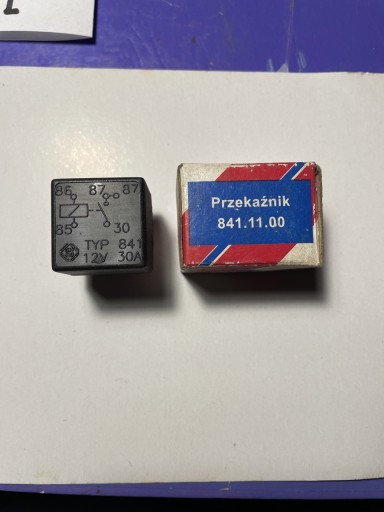 86 87 87
85 30
TYP 841
12V 30A
Przekaźnik
841.11.00